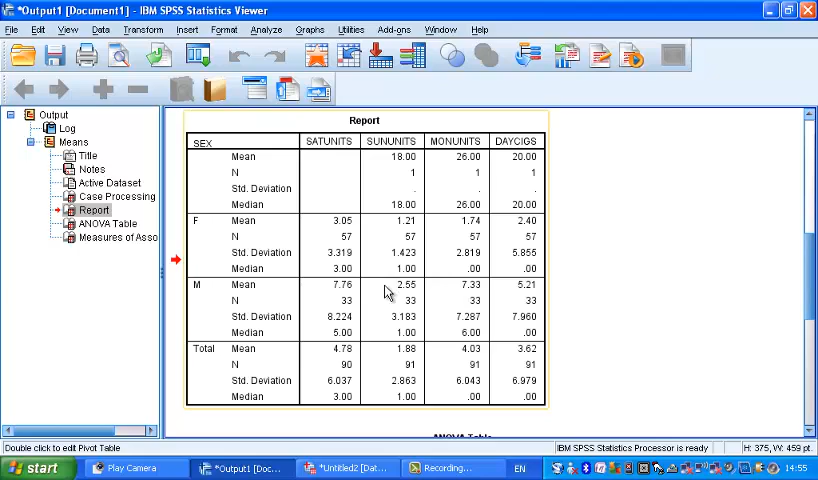 *Output1 [Document1] - IBM SPSS Statistics Viewer
File Edit View Data Transform Insert Format Analyze Graphs Utilities Add-ons Window Help
Output
Log
Means
Title
Notes
Active Dataset
Case Processing
Report
ANOVA Table
Measures of Asso
Report
SEX SATUNITS SUNUNITS MONUNITS DAYCIGS
Mean 18.00 26.00 20.00
N 1 1 1
Std. Deviation . . .
Median 18.00 26.00 20.00
F Mean 3.05 1.21 1.74 2.40
N 57 57 57 57
Std. Deviation 3.319 1.423 2.819 5.855
Median 3.00 1.00 .00 .00
M Mean 7.76 2.55 7.33 5.21
N 33 33 33 33
Std. Deviation 8.224 3.183 7.287 7.960
Median 5.00 1.00 6.00 .00
Total Mean 4.78 1.88 4.03 3.62
N 90 91 91 91
Std. Deviation 6.037 2.863 6.043 6.979
Median 3.00 1.00 .00 .00
ANOVA Table
Double click to edit Pivot Table IBM SPSS Statistics Processor is ready H: 375, W: 459 pt.
start Play Camera *Output1 [Doc... *Untitled2 [Dat... Recording... EN 14:55